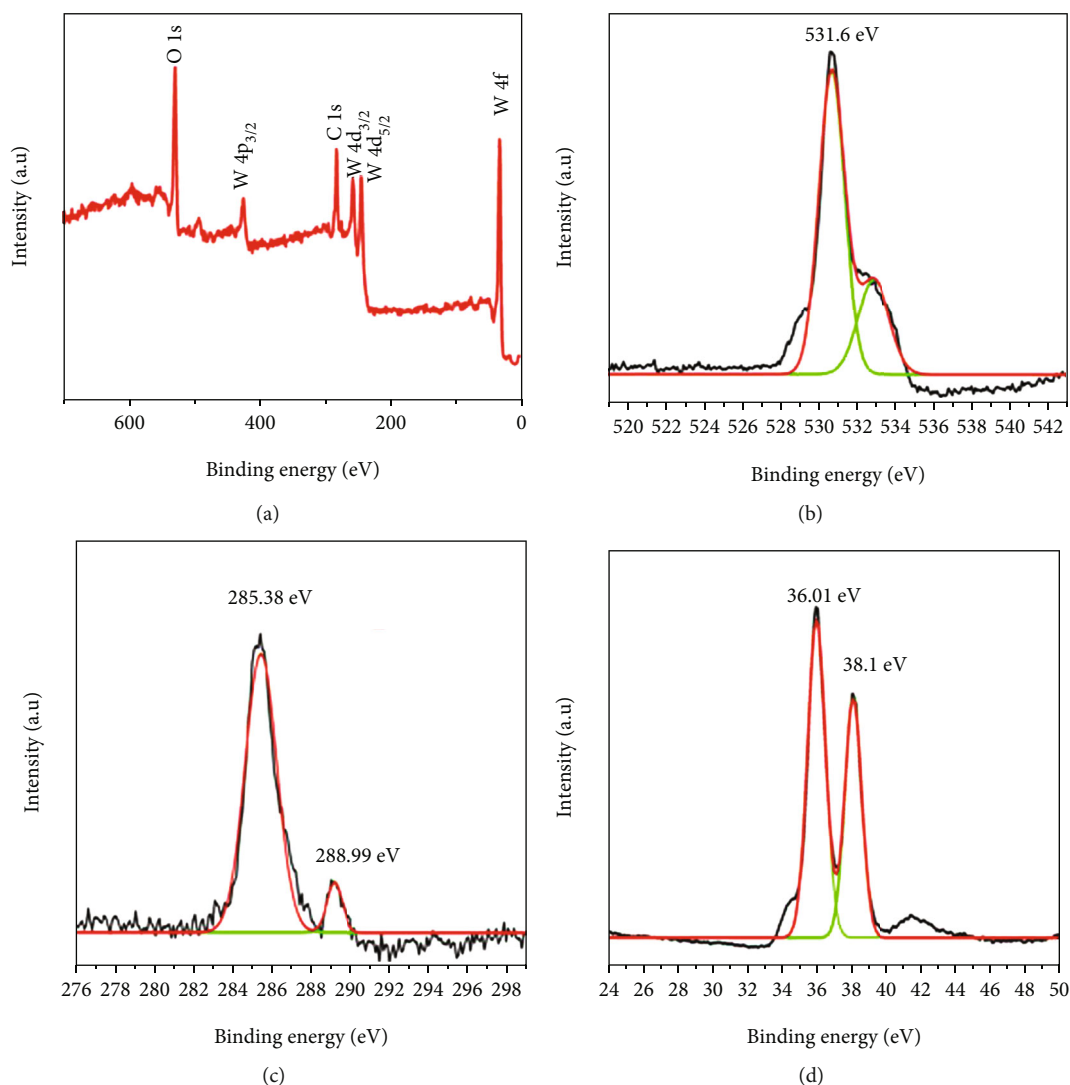 O 1s
W 4p3/2
C 1s
W 4d3/2
W 4d5/2
W 4f
Intensity (a.u)
600
400
200
0
Binding energy (eV)
(a)
531.6 eV
Intensity (a.u)
520 522 524 526 528 530 532 534 536 538 540 542
Binding energy (eV)
(b)
285.38 eV
288.99 eV
Intensity (a.u)
276 278 280 282 284 286 288 290 292 294 296 298
Binding energy (eV)
(c)
36.01 eV
38.1 eV
Intensity (a.u)
24 26 28 30 32 34 36 38 40 42 44 46 48 50
Binding energy (eV)
(d)